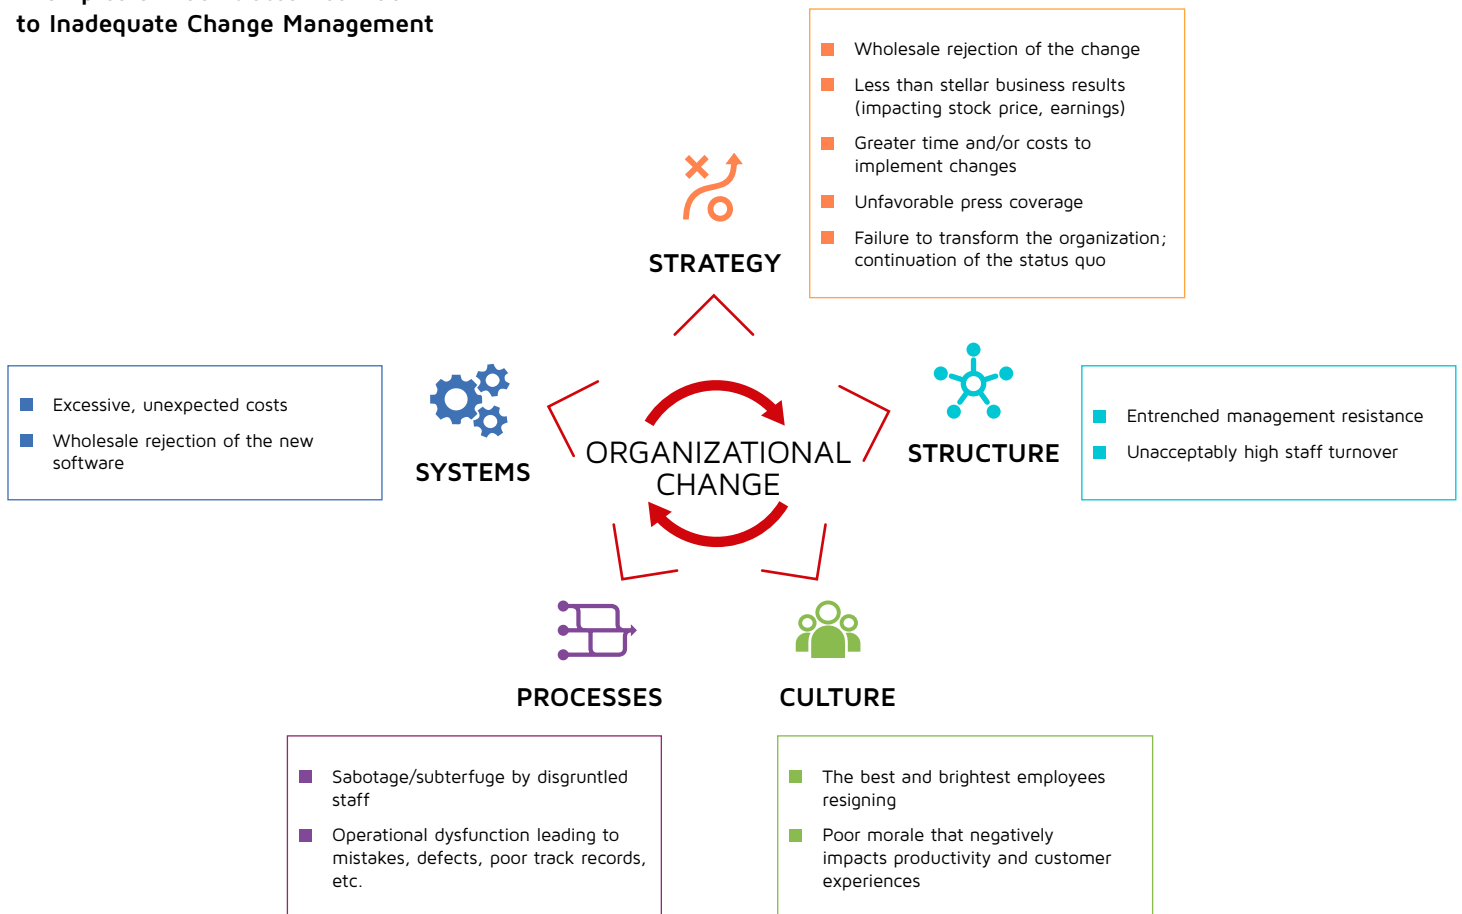 to Inadequate Change Management
Wholesale rejection of the change
Less than stellar business results
(impacting stock price, earnings)
Greater time and/or costs to
implement changes
Unfavorable press coverage
Failure to transform the organization;
continuation of the status quo
STRATEGY
Excessive, unexpected costs
Wholesale rejection of the new
software
SYSTEMS
ORGANIZATIONAL
CHANGE
STRUCTURE
Entrenched management resistance
Unacceptably high staff turnover
PROCESSES
Sabotage/subterfuge by disgruntled
staff
Operational dysfunction leading to
mistakes, defects, poor track records,
etc.
CULTURE
The best and brightest employees
resigning
Poor morale that negatively
impacts productivity and customer
experiences